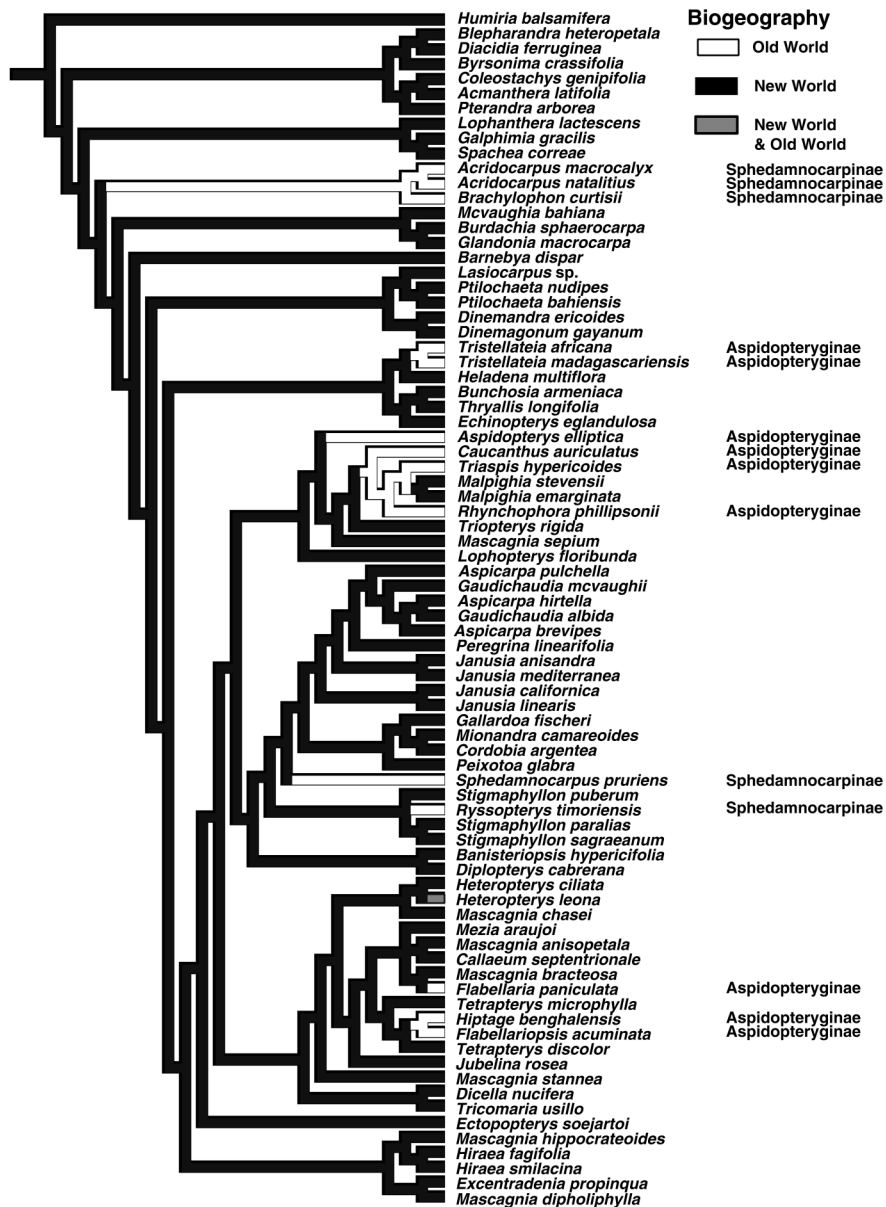 Humiria balsamifera
Blepharandra heteropetala
Diacidia ferruginea
Byrsonima crassifolia
Coleostachys genipifolia
Acmanthera latifolia
Pterandra arborea
Lophanthera lactescens
Galphimia gracilis
Spachea correae
Acridocarpus macrocalyx Sphedamnocarpinae
Acridocarpus natalitius Sphedamnocarpinae
Brachylophon curtisii Sphedamnocarpinae
Mcvaughia bahiana
Burdachia sphaerocarpa
Glandonia macrocarpa
Barnebya dispar
Lasiocarpus sp.
Ptilochaeta nudipes
Ptilochaeta bahiensis
Dinemandra ericoides
Dinemagonum gayanum
Tristellateia africana Aspidopteryginae
Tristellateia madagascariensis Aspidopteryginae
Heladena multiflora
Bunchosia armeniaca
Thryallis longifolia
Echinopterys eglandulosa
Aspidopterys elliptica Aspidopteryginae
Caucanthus auriculatus Aspidopteryginae
Triaspis hypericoides Aspidopteryginae
Malpighia stevensii
Malpighia emarginata
Rhynchophora phillipsonii Aspidopteryginae
Triopterys rigida
Mascagnia sepium
Lophopterys floribunda
Aspicarpa pulchella
Gaudichaudia mcvaughii
Aspicarpa hirtella
Gaudichaudia albida
Aspicarpa brevipes
Peregrina linearifolia
Janusia anisandra
Janusia mediterranea
Janusia californica
Janusia linearis
Gallardoa fischeri
Mionandra camareoides
Cordobia argentea
Peixotoa glabra
Sphedamnocarpus pruriens Sphedamnocarpinae
Stigmaphyllon puberum
Ryssopterys timoriensis Sphedamnocarpinae
Stigmaphyllon paralias
Stigmaphyllon sagraeanum
Banisteriopsis hypericifolia
Diplopterys cabrerana
Heteropterys ciliata
Heteropterys leona
Mascagnia chasei
Mezia araujoi
Mascagnia anisopetala
Callaeum septentrionale
Mascagnia bracteosa
Flabellaria paniculata Aspidopteryginae
Tetrapterys microphylla
Hiptage benghalensis Aspidopteryginae
Flabellariopsis acuminata Aspidopteryginae
Tetrapterys discolor
Jubelina rosea
Mascagnia stannea
Dicella nucifera
Tricomaria usillo
Ectopopterys soejartoi
Mascagnia hippocrateoides
Hiraea fagifolia
Hiraea smilacina
Excentradenia propinqua
Mascagnia dipholiphylla
Biogeography
Old World
New World
New World
& Old World